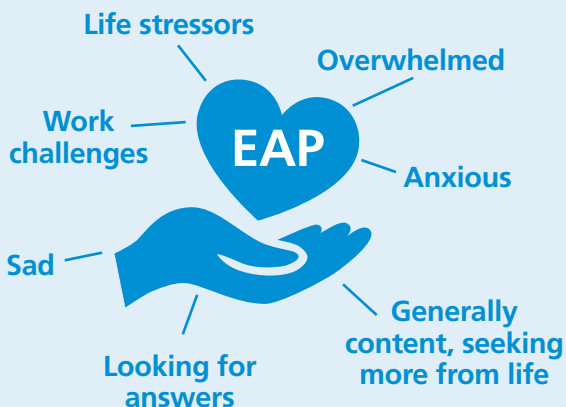 Life stressors
Overwhelmed
Work
challenges
EAP
Anxious
Sad
Generally
content, seeking
more from life
Looking for
answers